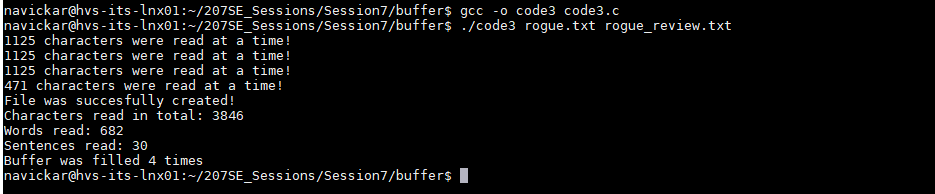 navickar@hvs-its-lnx01:~/207SE_Sessions/Session7/buffer$ gcc -o code3 code3.c
navickar@hvs-its-lnx01:~/207SE_Sessions/Session7/buffer$ ./code3 rogue.txt rogue_review.txt
1125 characters were read at a time!
1125 characters were read at a time!
1125 characters were read at a time!
471 characters were read at a time!
File was succesfully created!
Characters read in total: 3846
Words read: 682
Sentences read: 30
Buffer was filled 4 times
navickar@hvs-its-lnx01:~/207SE_Sessions/Session7/buffer$